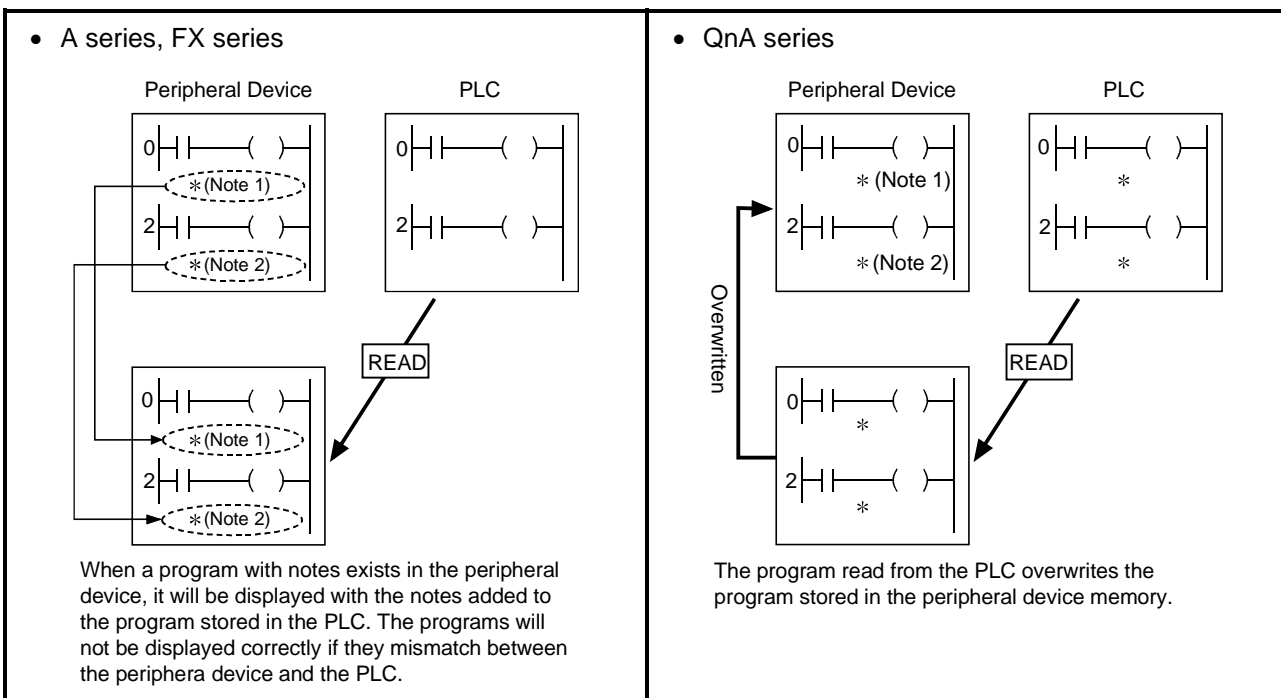 • A series, FX series
Peripheral Device PLC
0
*(Note 1)
2
*(Note 2)
0
2
READ
0
*(Note 1)
2
*(Note 2)
When a program with notes exists in the peripheral
device, it will be displayed with the notes added to
the program stored in the PLC. The programs will
not be displayed correctly if they mismatch between
the periphera device and the PLC.
• QnA series
Peripheral Device PLC
0
*(Note 1)
2
*(Note 2)
0
*
2
*
Overwritten
READ
0
*
2
*
The program read from the PLC overwrites the
program stored in the peripheral device memory.